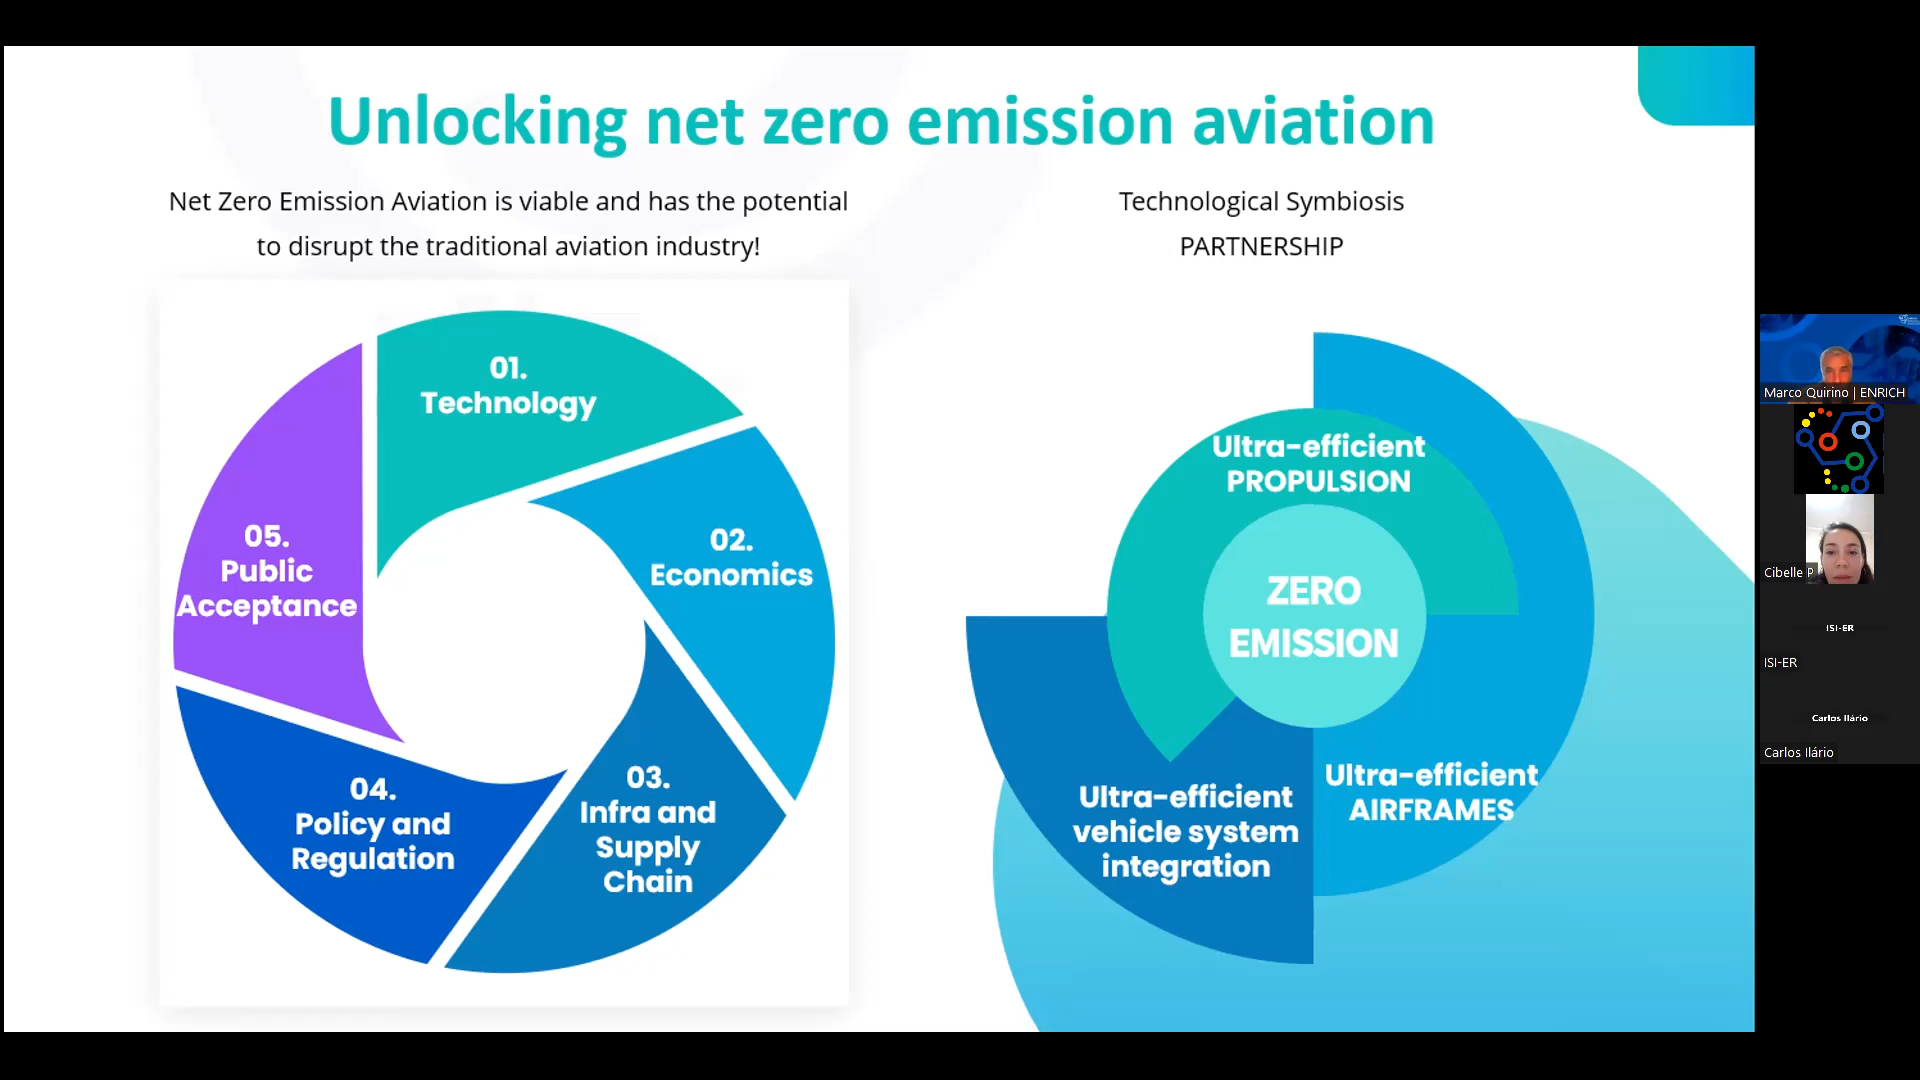 Unlocking net zero emission aviation
Net Zero Emission Aviation is viable and has the potential
to disrupt the traditional aviation industry!
Technological Symbiosis
PARTNERSHIP
01.
Technology
02.
Economics
03.
Infra and
Supply
Chain
04.
Policy and
Regulation
05.
Public
Acceptance
Ultra-efficient
PROPULSION
ZERO
EMISSION
Ultra-efficient
AIRFRAMES
Ultra-efficient
vehicle system
integration
Marco Quirino | ENRICH
Cibelle P
ISI-ER
ISI-ER
Carlos Ilário
Carlos Ilário